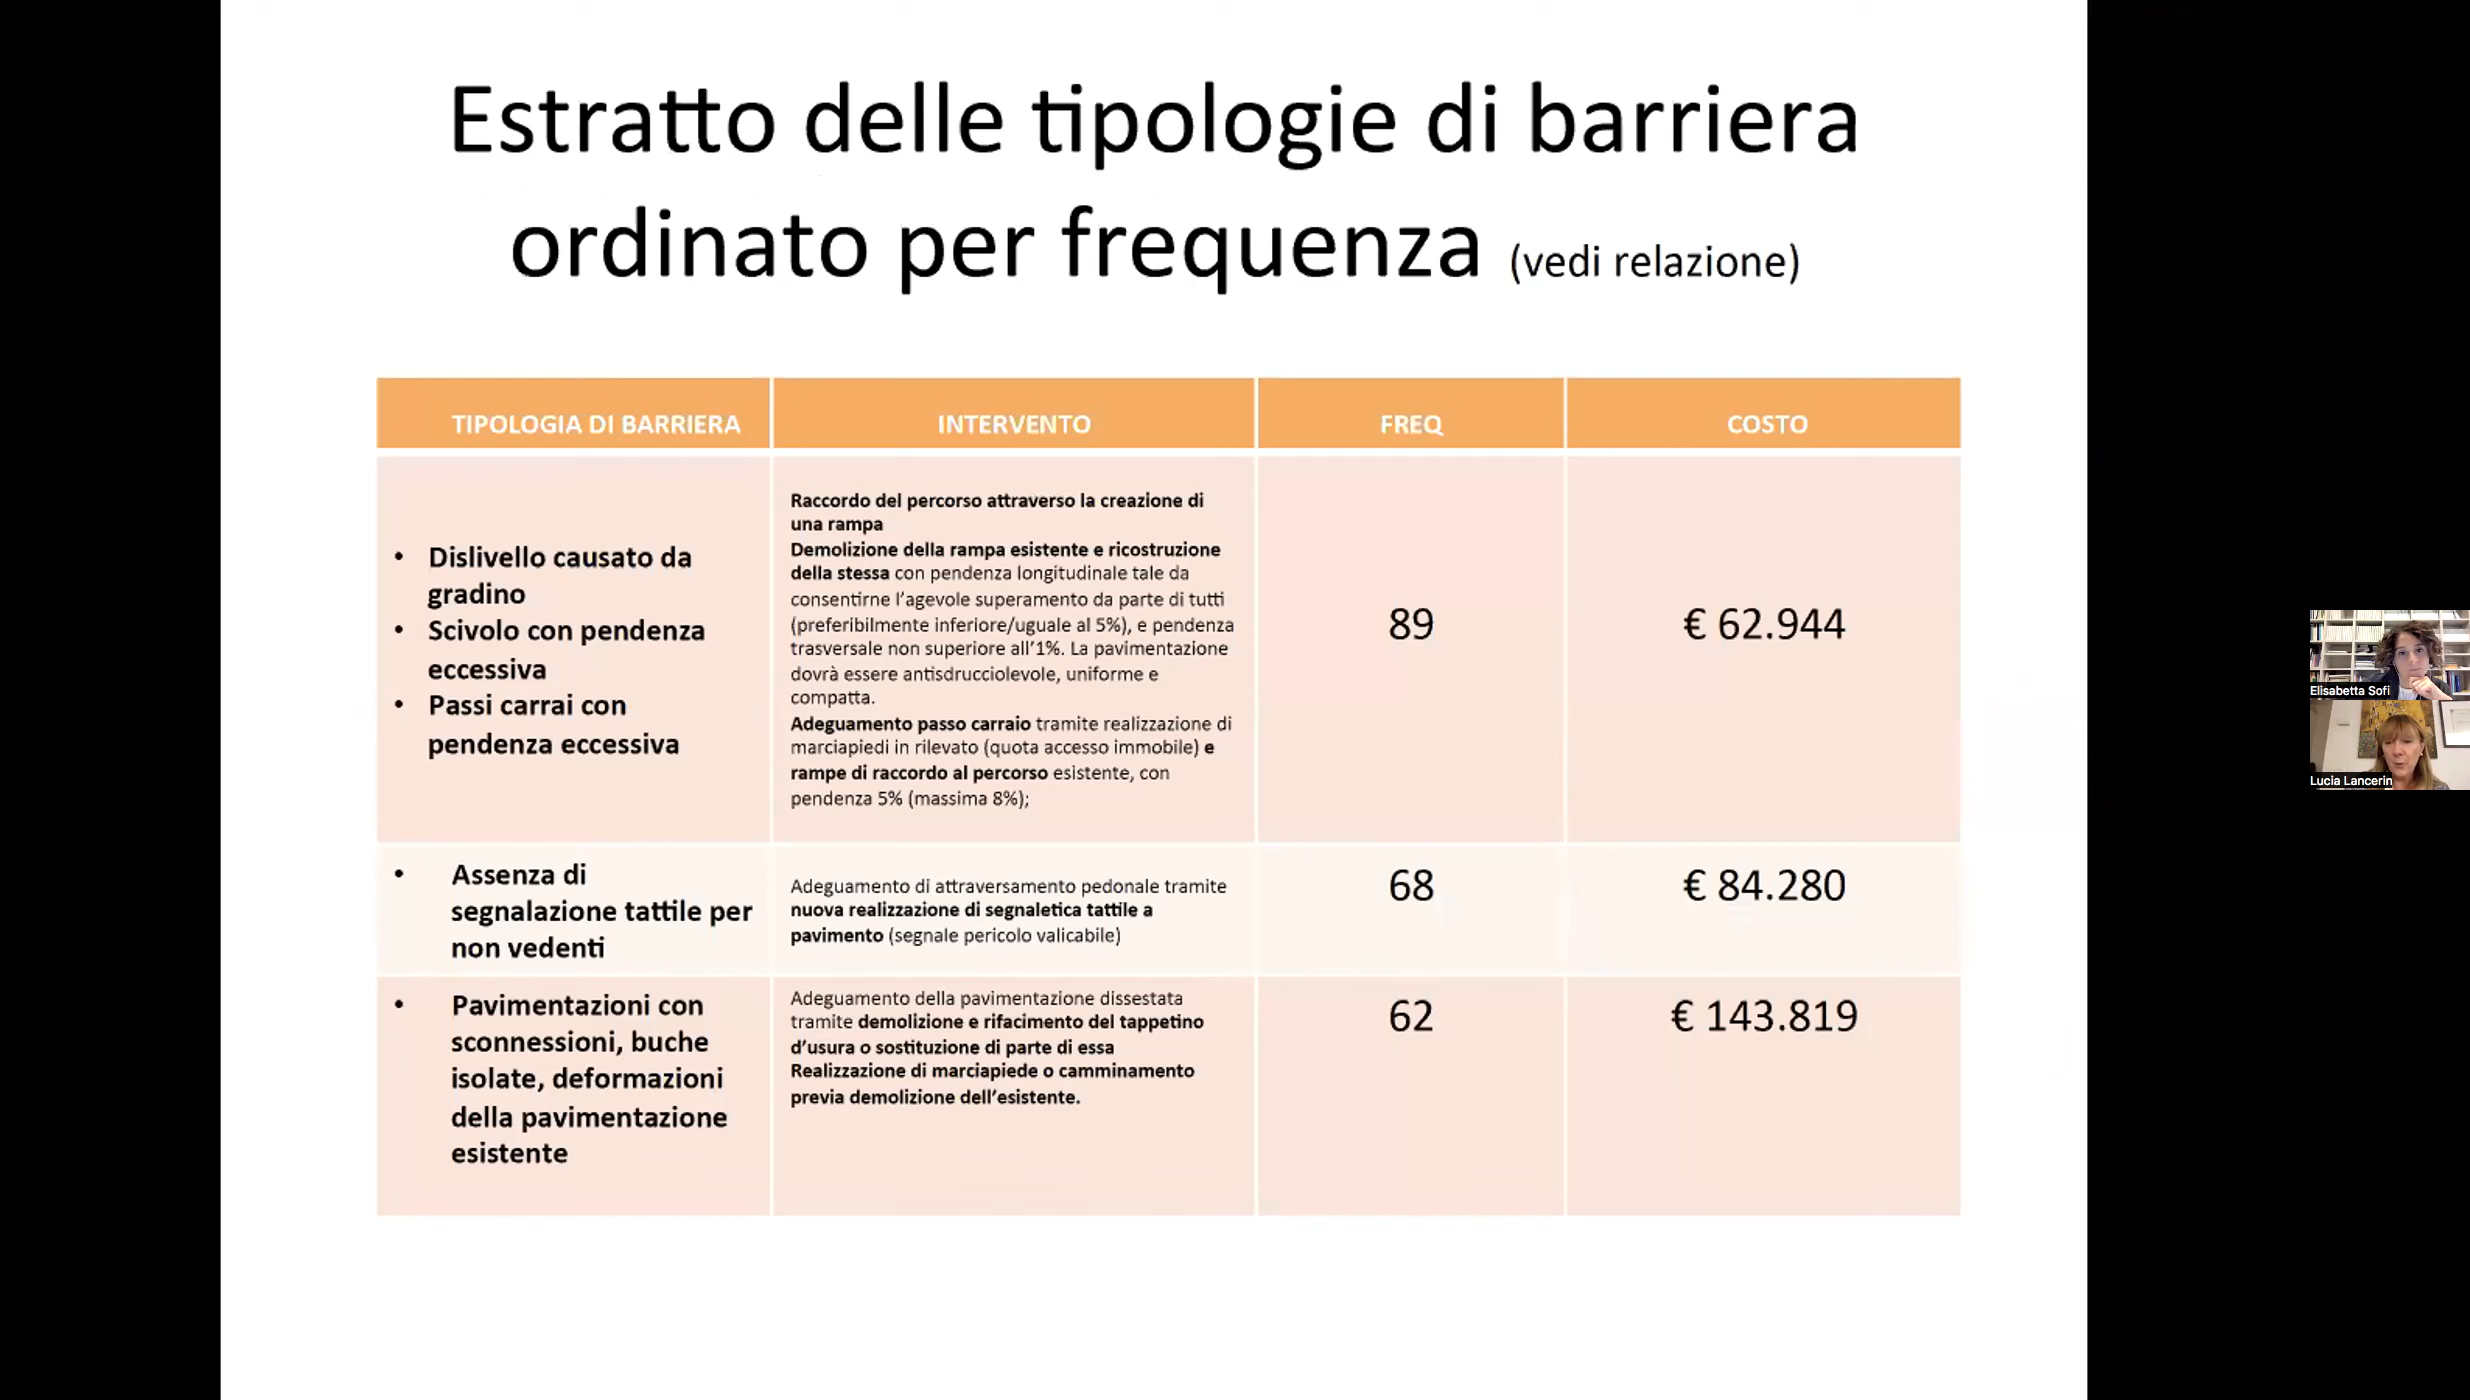 Estratto delle tipologie di barriera
ordinato per frequenza (vedi relazione)
TIPOLOGIA DI BARRIERA
INTERVENTO
FREQ
COSTO
• Dislivello causato da
gradino
• Scivolo con pendenza
eccessiva
• Passi carrai con
pendenza eccessiva
Raccordo del percorso attraverso la creazione di
una rampa
Demolizione della rampa esistente e ricostruzione
della stessa con pendenza longitudinale tale da
consentirne l'agevole superamento da parte di tutti
(preferibilmente inferiore/uguale al 5%), e pendenza
trasversale non superiore all'1%. La pavimentazione
dovrà essere antisdrucciolevole, uniforme e
compatta.
Adeguamento passo carraio tramite realizzazione di
marciapiedi in rilevato (quota accesso immobile) e
rampe di raccordo al percorso esistente, con
pendenza 5% (massima 8%);
89
€ 62.944
• Assenza di
segnalazione tattile per
non vedenti
Adeguamento di attraversamento pedonale tramite
nuova realizzazione di segnaletica tattile a
pavimento (segnale pericolo valicabile)
68
€ 84.280
• Pavimentazioni con
sconnessioni, buche
isolate, deformazioni
della pavimentazione
esistente
Adeguamento della pavimentazione dissestata
tramite demolizione e rifacimento del tappetino
d'usura o sostituzione di parte di essa
Realizzazione di marciapiede o camminamento
previa demolizione dell'esistente.
62
€ 143.819
Elisabetta Sofi
Lucia Lancerin